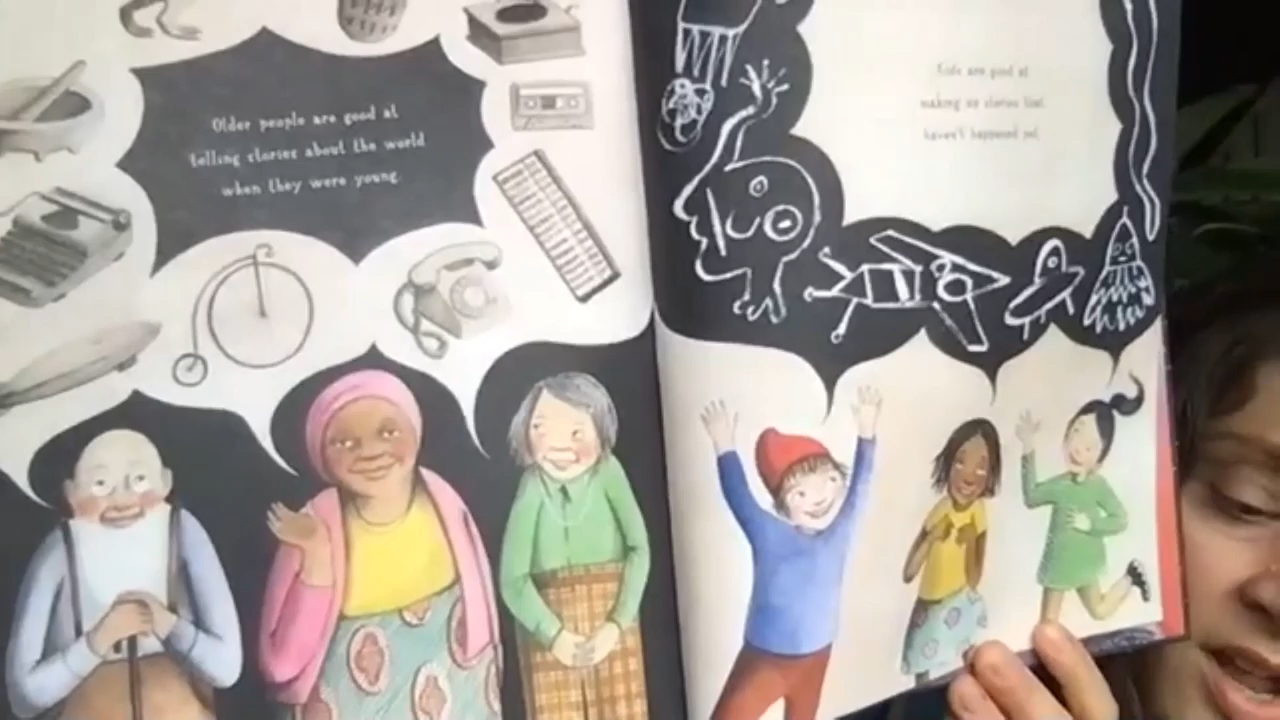 Older people are good at
telling stories about the world
when they were young.
Kids are good at
making up stories that
haven't happened yet.